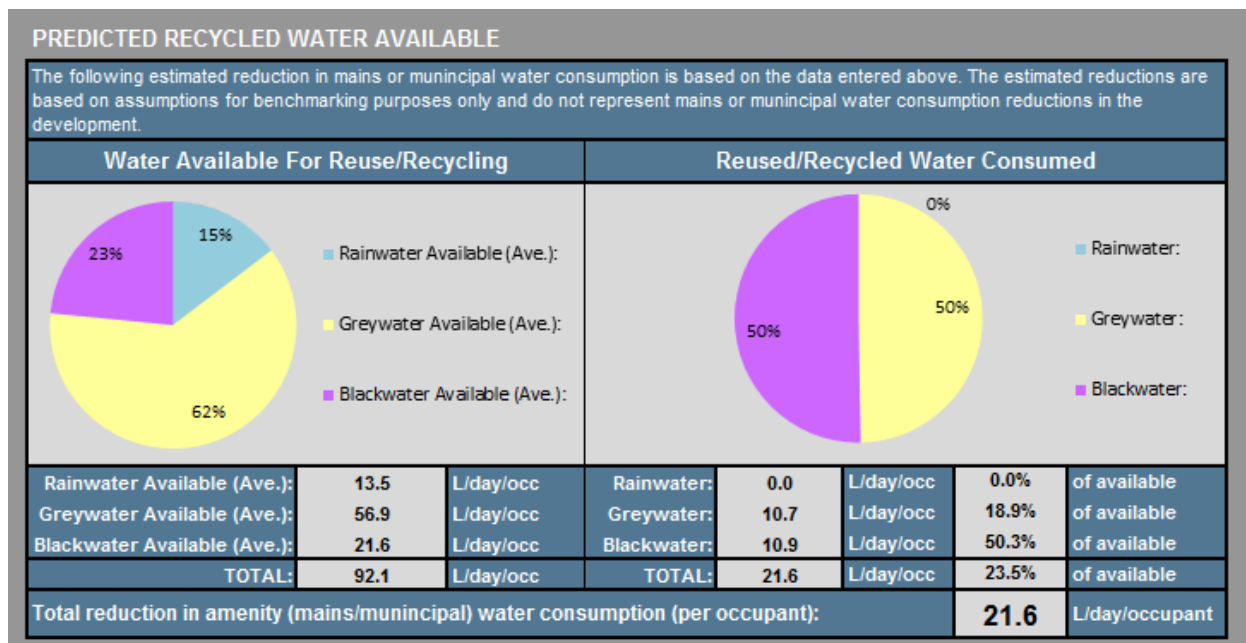 PREDICTED RECYCLED WATER AVAILABLE
The following estimated reduction in mains or munincipal water consumption is based on the data entered above. The estimated reductions are
based on assumptions for benchmarking purposes only and do not represent mains or munincipal water consumption reductions in the
development.
Water Available For Reuse/Recycling
15%
23%
62%
Rainwater Available (Ave.):
Greywater Available (Ave.):
Blackwater Available (Ave.):
Reused/Recycled Water Consumed
0%
50%
50%
Rainwater:
Greywater:
Blackwater:
Rainwater Available (Ave.): 13.5 L/day/occ Rainwater: 0.0 L/day/occ 0.0% of available
Greywater Available (Ave.): 56.9 L/day/occ Greywater: 10.7 L/day/occ 18.9% of available
Blackwater Available (Ave.): 21.6 L/day/occ Blackwater: 10.9 L/day/occ 50.3% of available
TOTAL: 92.1 L/day/occ TOTAL: 21.6 L/day/occ 23.5% of available
Total reduction in amenity (mains/munincipal) water consumption (per occupant): 21.6 L/day/occupant